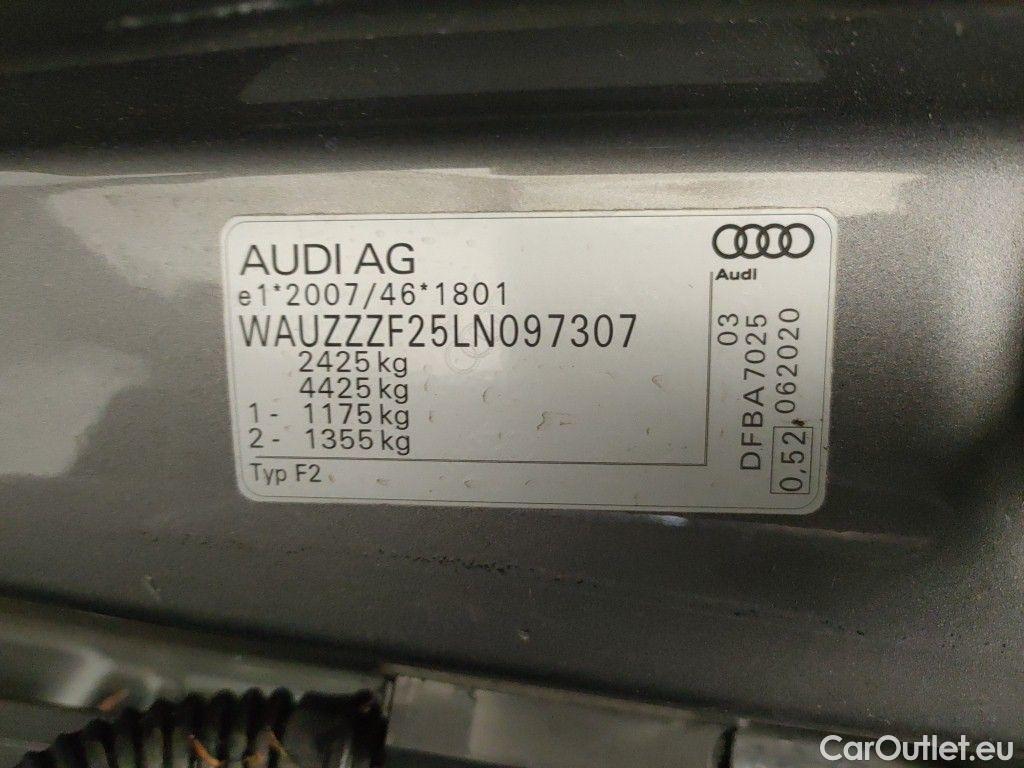 AUDI AG
e1*2007/46*1801
WAUZZZF25LN097307
2425 kg
4425 kg
1 - 1175 kg
2 - 1355 kg
Typ F2
Audi
03
DFBA7025
0,52 062020
CarOutlet.eu